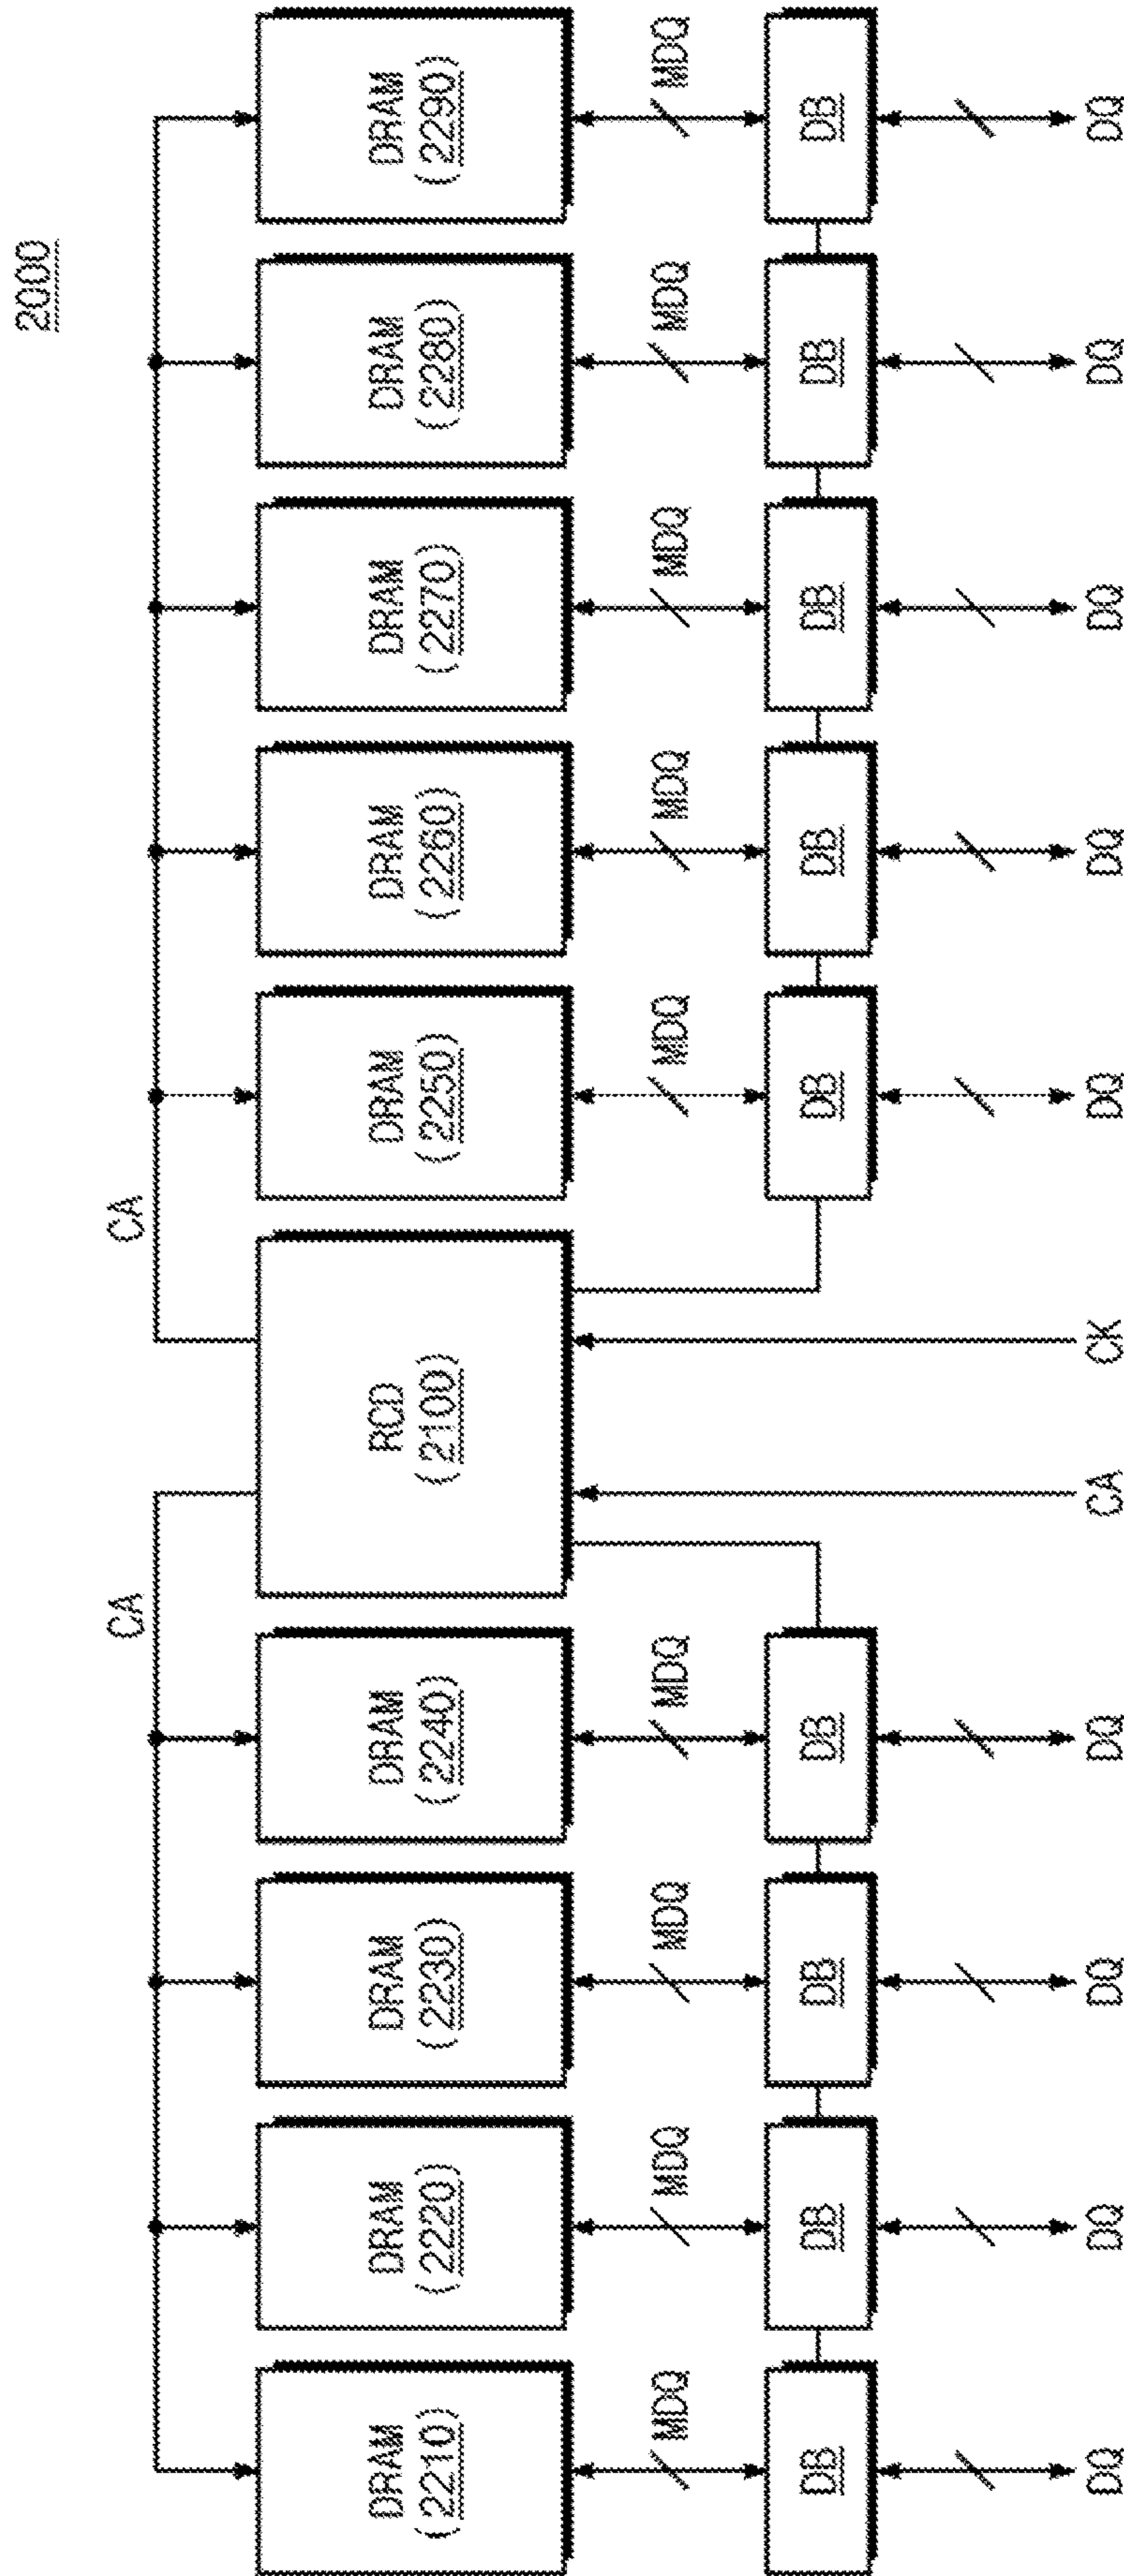 2000
CA
CA
DRAM
(2210)
DRAM
(2220)
DRAM
(2230)
DRAM
(2240)
RCD
(2100)
DRAM
(2250)
DRAM
(2260)
DRAM
(2270)
DRAM
(2280)
DRAM
(2290)
MDQ
MDQ
MDQ
MDQ
MDQ
MDQ
MDQ
MDQ
MDQ
DB
DB
DB
DB
DB
DB
DB
DB
DB
DQ
DQ
DQ
DQ
CA
CK
DQ
DQ
DQ
DQ
DQ